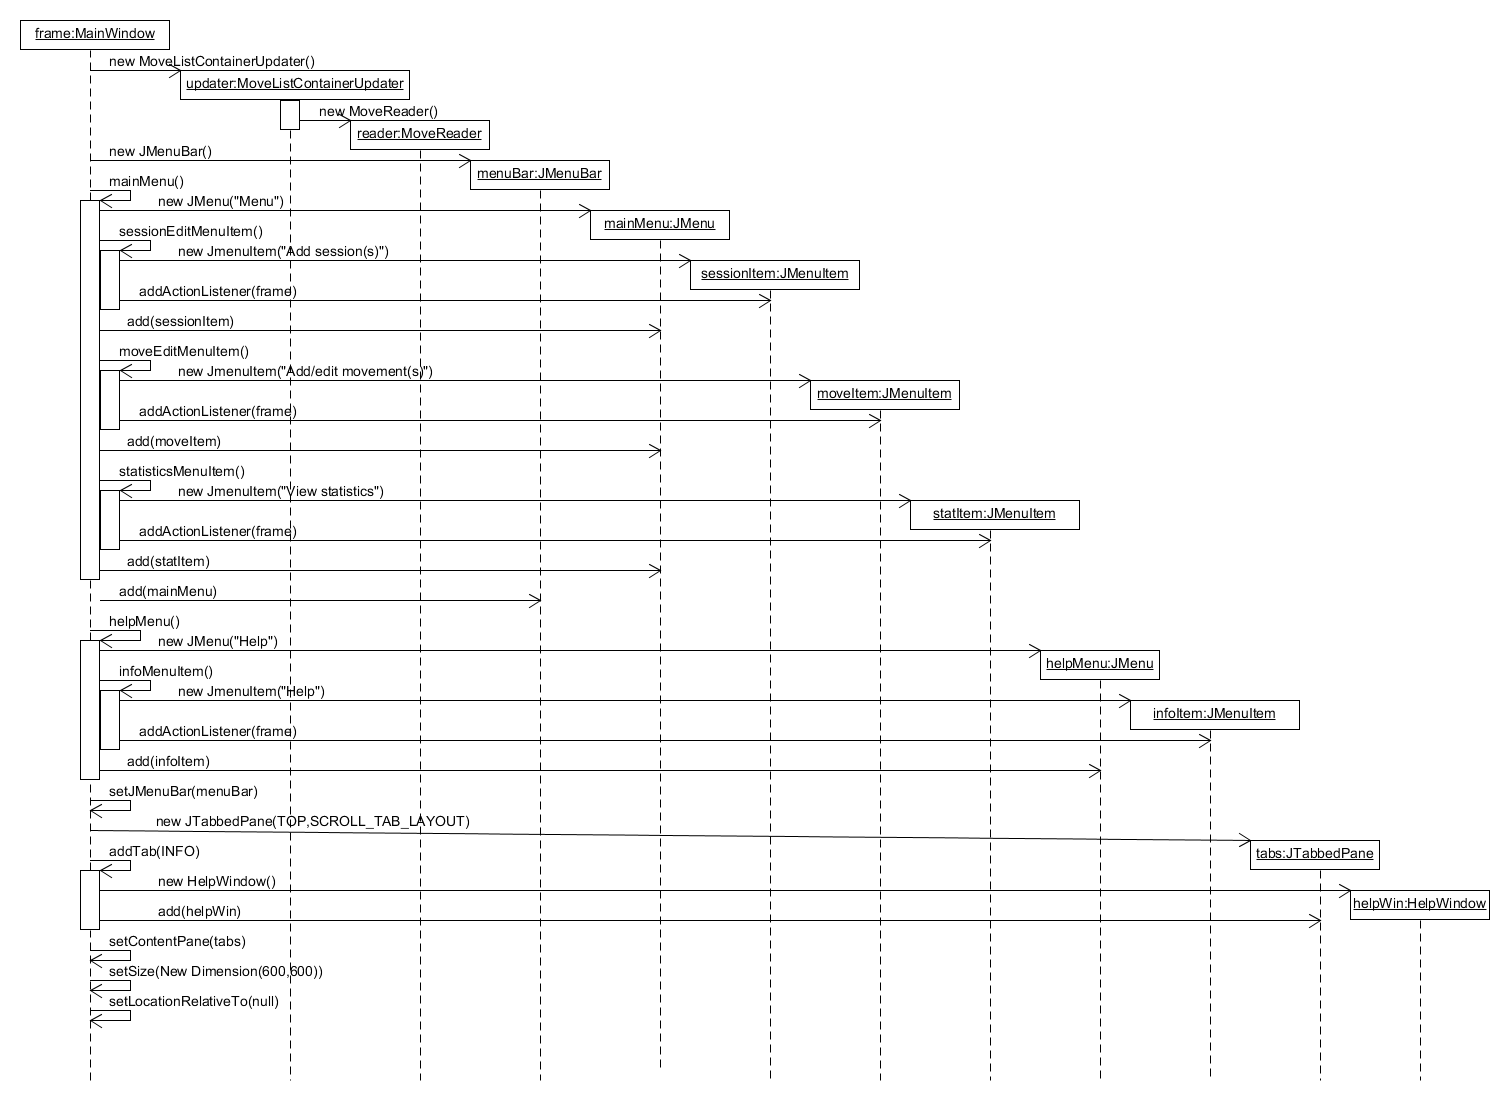 frame:MainWindow
new MoveListContainerUpdater()
updater:MoveListContainerUpdater
new MoveReader()
reader:MoveReader
new JMenuBar()
menuBar:JMenuBar
mainMenu()
new JMenu("Menu")
mainMenu:JMenu
sessionEditMenuItem()
new JmenuItem("Add session(s)")
sessionItem:JMenuItem
addActionListener(frame)
add(sessionItem)
moveEditMenuItem()
new JmenuItem("Add/edit movement(s)")
moveItem:JMenuItem
addActionListener(frame)
add(moveItem)
statisticsMenuItem()
new JmenuItem("View statistics")
statItem:JMenuItem
addActionListener(frame)
add(statItem)
add(mainMenu)
helpMenu()
new JMenu("Help")
helpMenu:JMenu
infoMenuItem()
new JmenuItem("Help")
infoItem:JMenuItem
addActionListener(frame)
add(infoItem)
setJMenuBar(menuBar)
new JTabbedPane(TOP,SCROLL_TAB_LAYOUT)
tabs:JTabbedPane
addTab(INFO)
new HelpWindow()
helpWin:HelpWindow
add(helpWin)
setContentPane(tabs)
setSize(New Dimension(600,600))
setLocationRelativeTo(null)